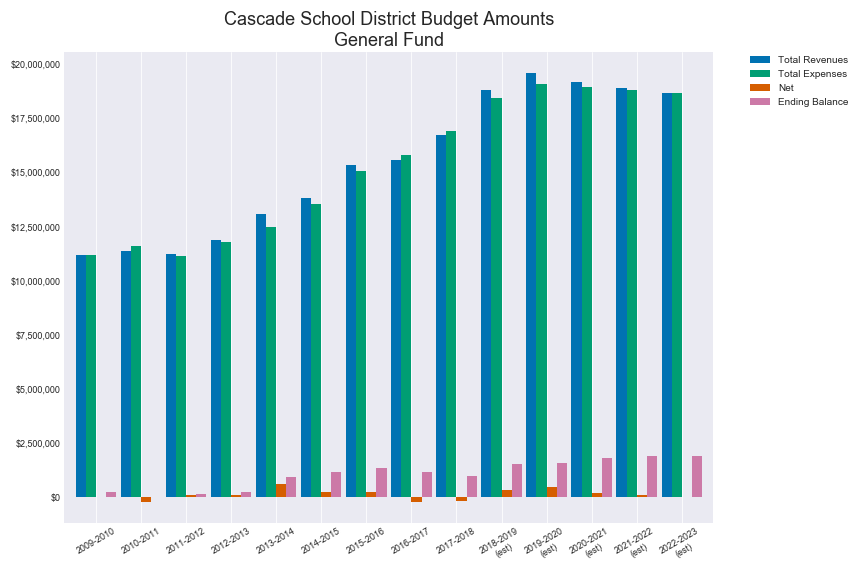 Cascade School District Budget Amounts
General Fund
$20,000,000
$17,500,000
$15,000,000
$12,500,000
$10,000,000
$7,500,000
$5,000,000
$2,500,000
$0
2009-2010
2010-2011
2011-2012
2012-2013
2013-2014
2014-2015
2015-2016
2016-2017
2017-2018
2018-2019
(est)
2019-2020
(est)
2020-2021
(est)
2021-2022
(est)
2022-2023
(est)
Total Revenues
Total Expenses
Net
Ending Balance